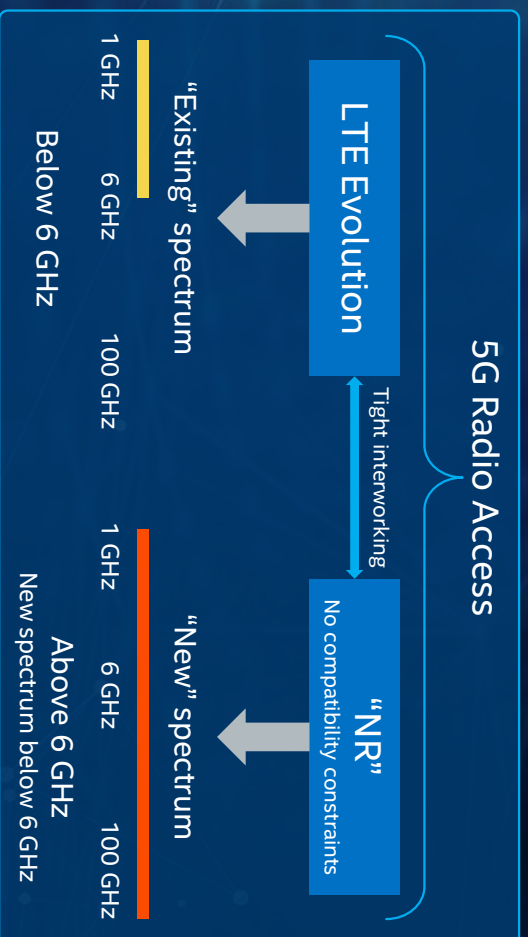 5G Radio Access
LTE Evolution
Tight interworking
“NR”
No compatibility constraints
“Existing” spectrum
“New” spectrum
1 GHz 6 GHz 100 GHz
1 GHz 6 GHz 100 GHz
Below 6 GHz
Above 6 GHz
New spectrum below 6 GHz